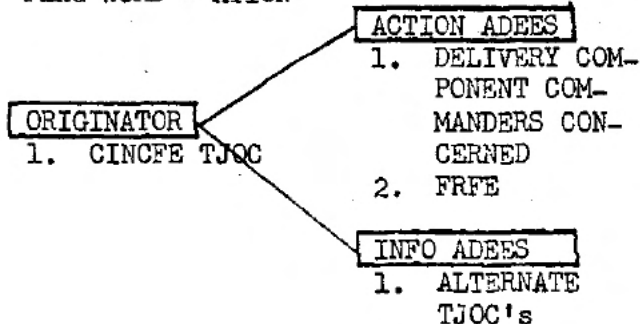 ACTION ADEES
1. DELIVERY COM-
PONENT COM-
MANDERS CON-
CERNED
2. FRFE
ORIGINATOR
1. CINCFE TJOC
INFO ADEES
1. ALTERNATE
TJOC's